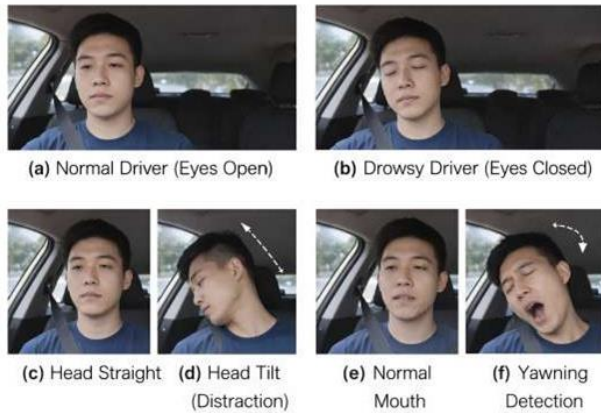 (a) Normal Driver (Eyes Open)
(b) Drowsy Driver (Eyes Closed)
(c) Head Straight
(d) Head Tilt
(Distraction)
(e) Normal
Mouth
(f) Yawning
Detection